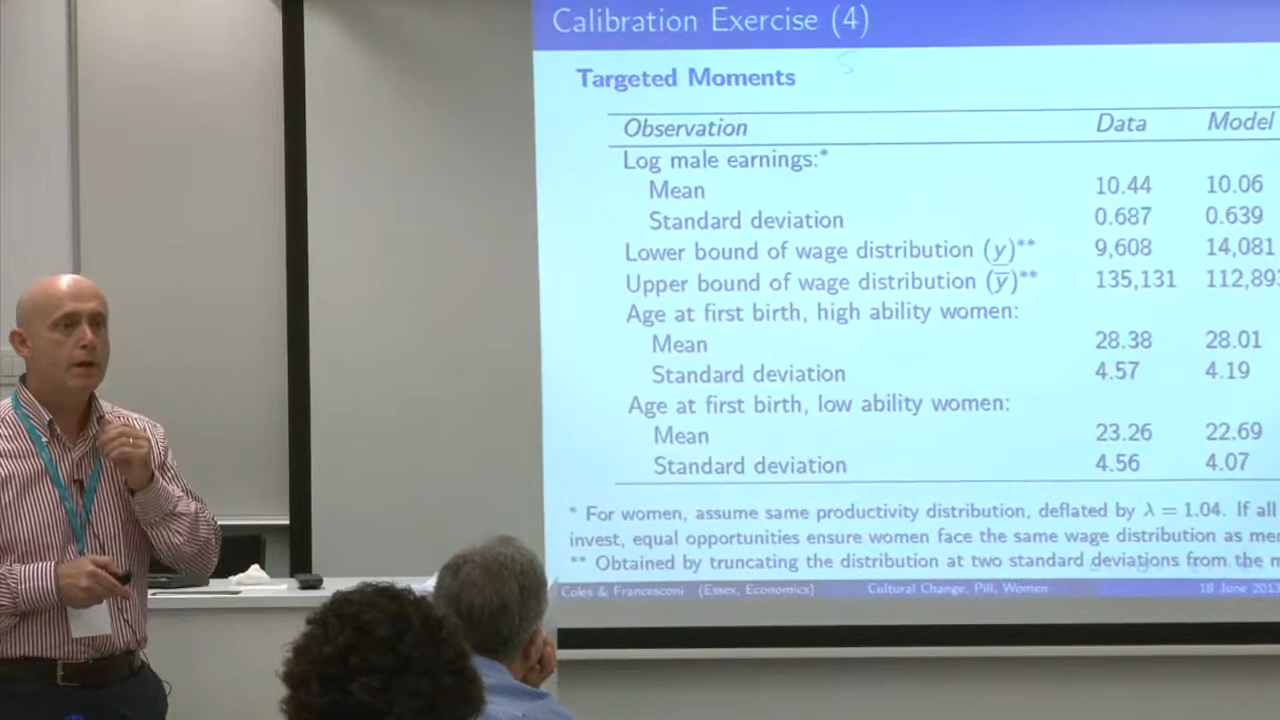 Calibration Exercise (4)
Targeted Moments
Observation Data Model
Log male earnings:*
Mean 10.44 10.06
Standard deviation 0.687 0.639
Lower bound of wage distribution (y)** 9,608 14,081
Upper bound of wage distribution (y̅)** 135,131 112,893
Age at first birth, high ability women:
Mean 28.38 28.01
Standard deviation 4.57 4.19
Age at first birth, low ability women:
Mean 23.26 22.69
Standard deviation 4.56 4.07
* For women, assume same productivity distribution, deflated by λ = 1.04. If all
invest, equal opportunities ensure women face the same wage distribution as me
** Obtained by truncating the distribution at two standard deviations from the m
Coles & Francesconi (Essex, Economics) Cultural Change, Pill, Women 18 June 2013